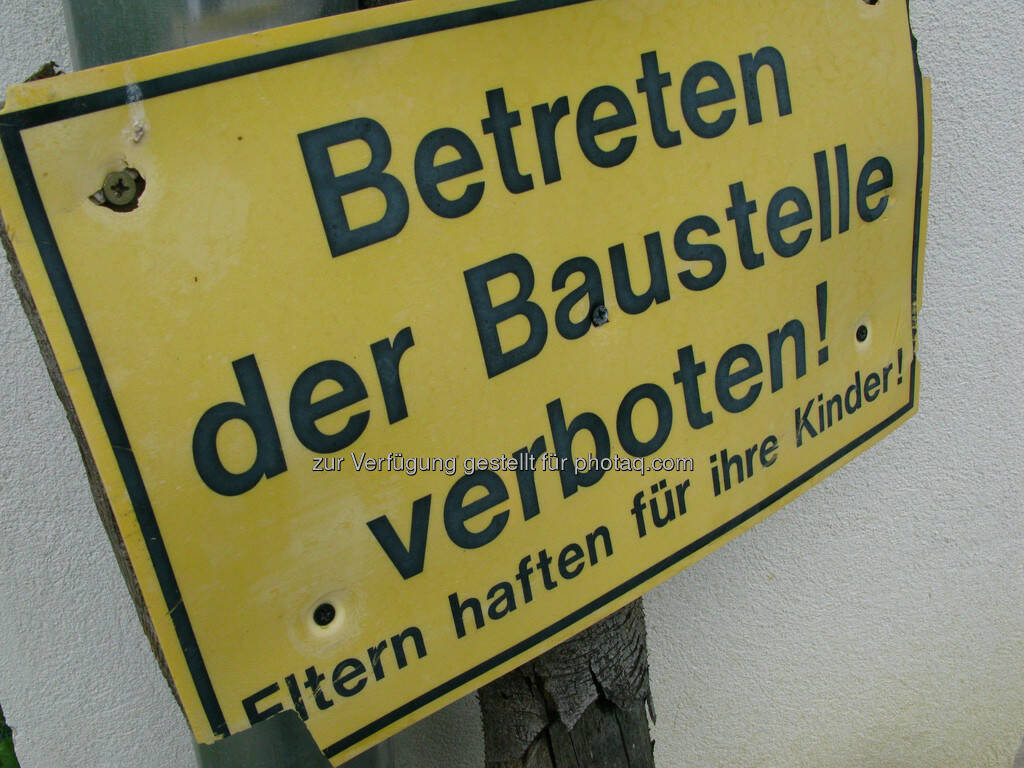 Betreten
der Baustelle
verboten!
zur Verfügung gestellt für photaq.com
Eltern haften für ihre Kinder!